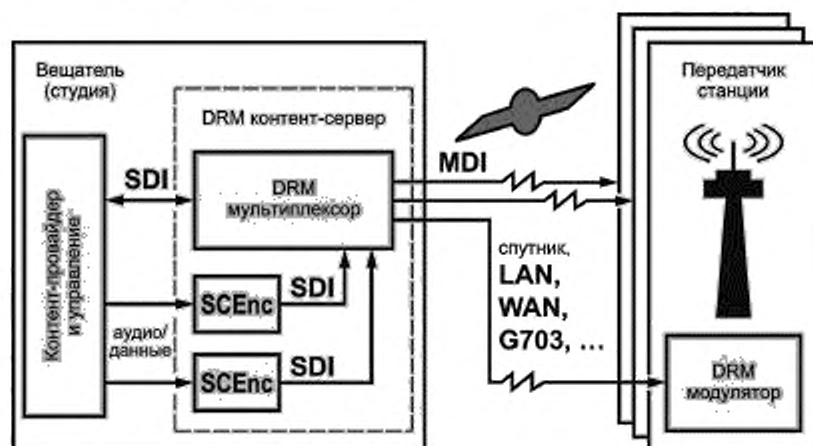 Вещатель
(студия)
DRM контент-сервер
Контент-провайдер
и управление
SDI
DRM
мультиплексор
SCEnc
SDI
аудио/
данные
SCEnc
SDI
MDI
спутник,
LAN,
WAN,
G703, ...
Передатчик
станции
DRM
модулятор